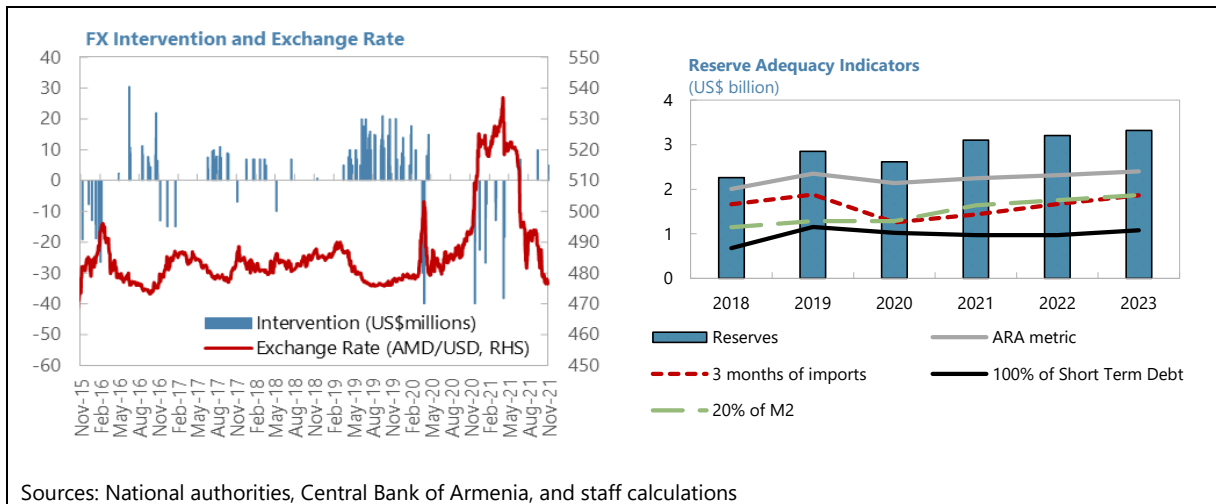 FX Intervention and Exchange Rate
40
30
20
10
0
-10
-20
-30
-40
-50
-60
550
540
530
520
510
500
490
480
470
460
450
Intervention (US$millions)
Exchange Rate (AMD/USD, RHS)
Nov-15
Feb-16
May-16
Aug-16
Nov-16
Feb-17
May-17
Aug-17
Nov-17
Feb-18
May-18
Aug-18
Nov-18
Feb-19
May-19
Aug-19
Nov-19
Feb-20
May-20
Aug-20
Nov-20
Feb-21
May-21
Aug-21
Nov-21
Reserve Adequacy Indicators
(US$ billion)
4
3
2
1
0
2018 2019 2020 2021 2022 2023
Reserves
ARA metric
3 months of imports
100% of Short Term Debt
20% of M2
Sources: National authorities, Central Bank of Armenia, and staff calculations